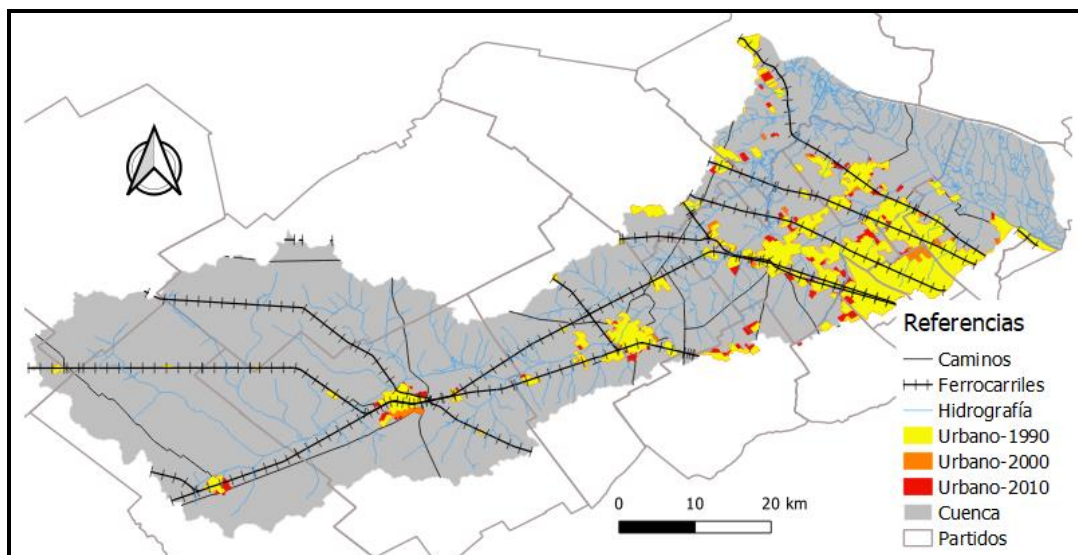 Referencias
Caminos
Ferrocarriles
Hidrografía
Urbano-1990
Urbano-2000
Urbano-2010
Cuenca
Partidos
0 10 20 km